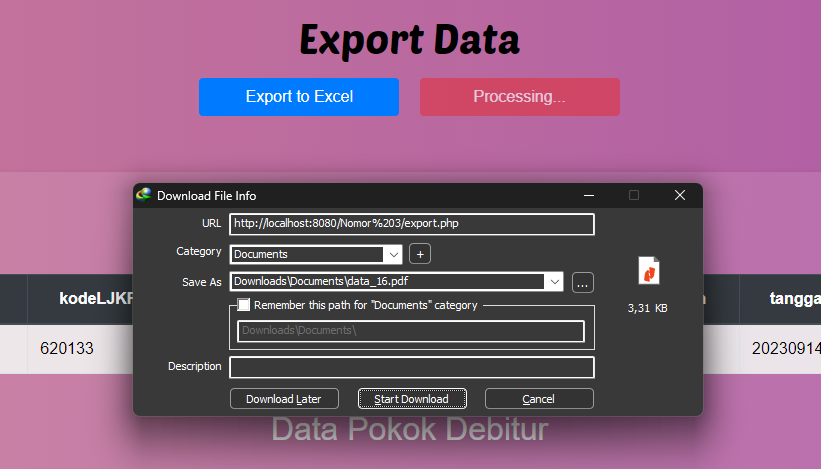 Export Data
Export to Excel
Processing...
Download File Info
URL
http://localhost:8080/Nomor%203/export.php
Category
Documents
+
Save As
Downloads\Documents\data_16.pdf
...
Remember this path for "Documents" category
Downloads\Documents\
3,31 KB
Description
Download Later
Start Download
Cancel
620133
20230914
Data Pokok Debitur